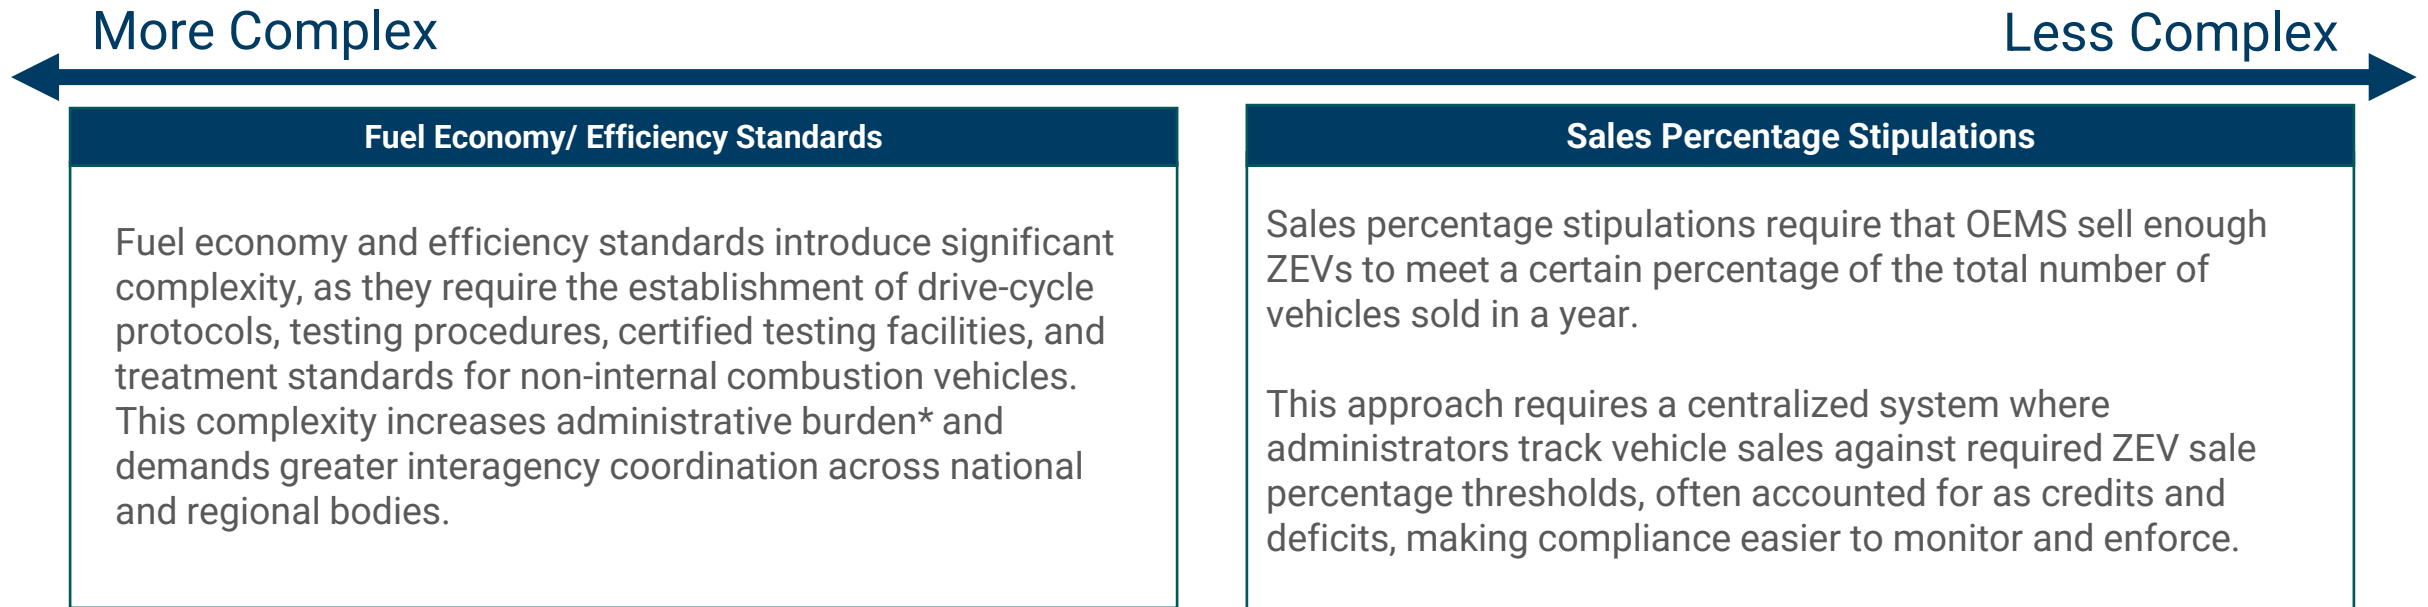 More Complex
Less Complex
Fuel Economy/ Efficiency Standards
Fuel economy and efficiency standards introduce significant
complexity, as they require the establishment of drive-cycle
protocols, testing procedures, certified testing facilities, and
treatment standards for non-internal combustion vehicles.
This complexity increases administrative burden* and
demands greater interagency coordination across national
and regional bodies.
Sales Percentage Stipulations
Sales percentage stipulations require that OEMS sell enough
ZEVs to meet a certain percentage of the total number of
vehicles sold in a year.
This approach requires a centralized system where
administrators track vehicle sales against required ZEV sale
percentage thresholds, often accounted for as credits and
deficits, making compliance easier to monitor and enforce.